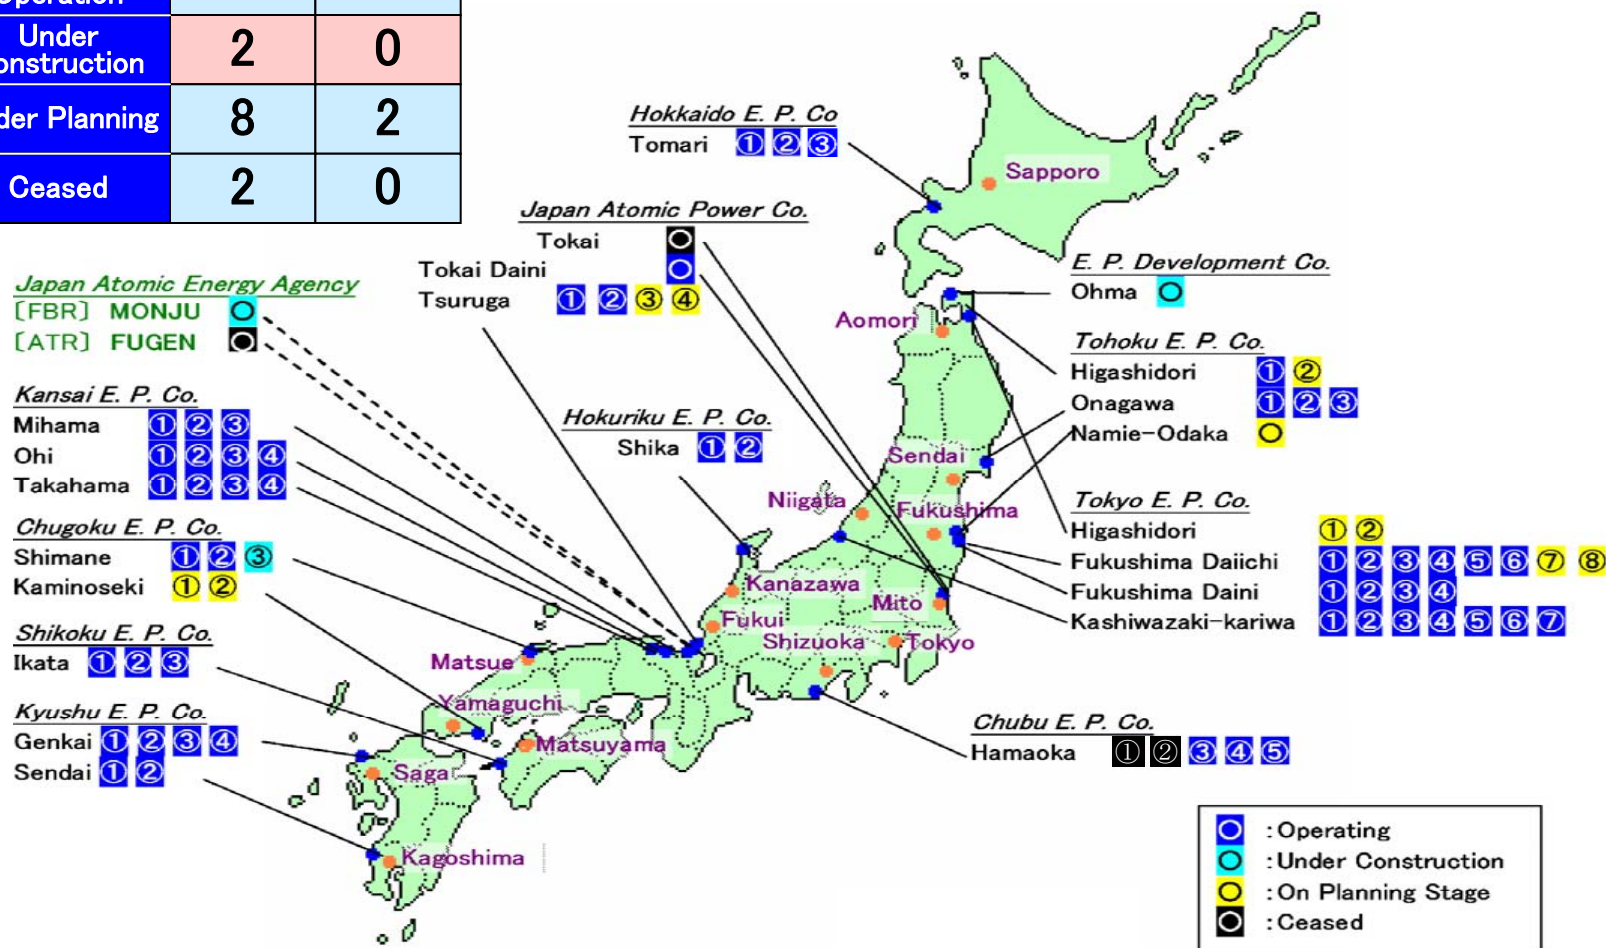 Operation
Under
onstruction 2 0
der Planning 8 2
Ceased 2 0
Hokkaido E. P. Co
Tomari ① ② ③
Japan Atomic Power Co.
Tokai ○
Tokai Daini ○
Tsuruga ① ② ③ ④
Japan Atomic Energy Agency
[FBR] MONJU ○
[ATR] FUGEN ○
Kansai E. P. Co.
Mihama ① ② ③
Ohi ① ② ③ ④
Takahama ① ② ③ ④
Chugoku E. P. Co.
Shimane ① ② ③
Kaminoseki ① ②
Shikoku E. P. Co.
Ikata ① ② ③
Kyushu E. P. Co.
Genkai ① ② ③ ④
Sendai ① ②
Hokuriku E. P. Co.
Shika ① ②
E. P. Development Co.
Ohma ○
Tohoku E. P. Co.
Higashidori ① ②
Onagawa ① ② ③
Namie-Odaka ○
Tokyo E. P. Co.
Higashidori ① ②
Fukushima Daiichi ① ② ③ ④ ⑤ ⑥ ⑦ ⑧
Fukushima Daini ① ② ③ ④
Kashiwazaki-kariwa ① ② ③ ④ ⑤ ⑥ ⑦
Chubu E. P. Co.
Hamaoka ① ② ③ ④ ⑤
Sapporo
Aomori
Sendai
Niigata
Fukushima
Kanazawa
Mito
Fukui
Shizuoka
Tokyo
Matsue
Yamaguchi
Matsuyama
Saga
Kagoshima
○ :Operating
○ :Under Construction
○ :On Planning Stage
○ :Ceased